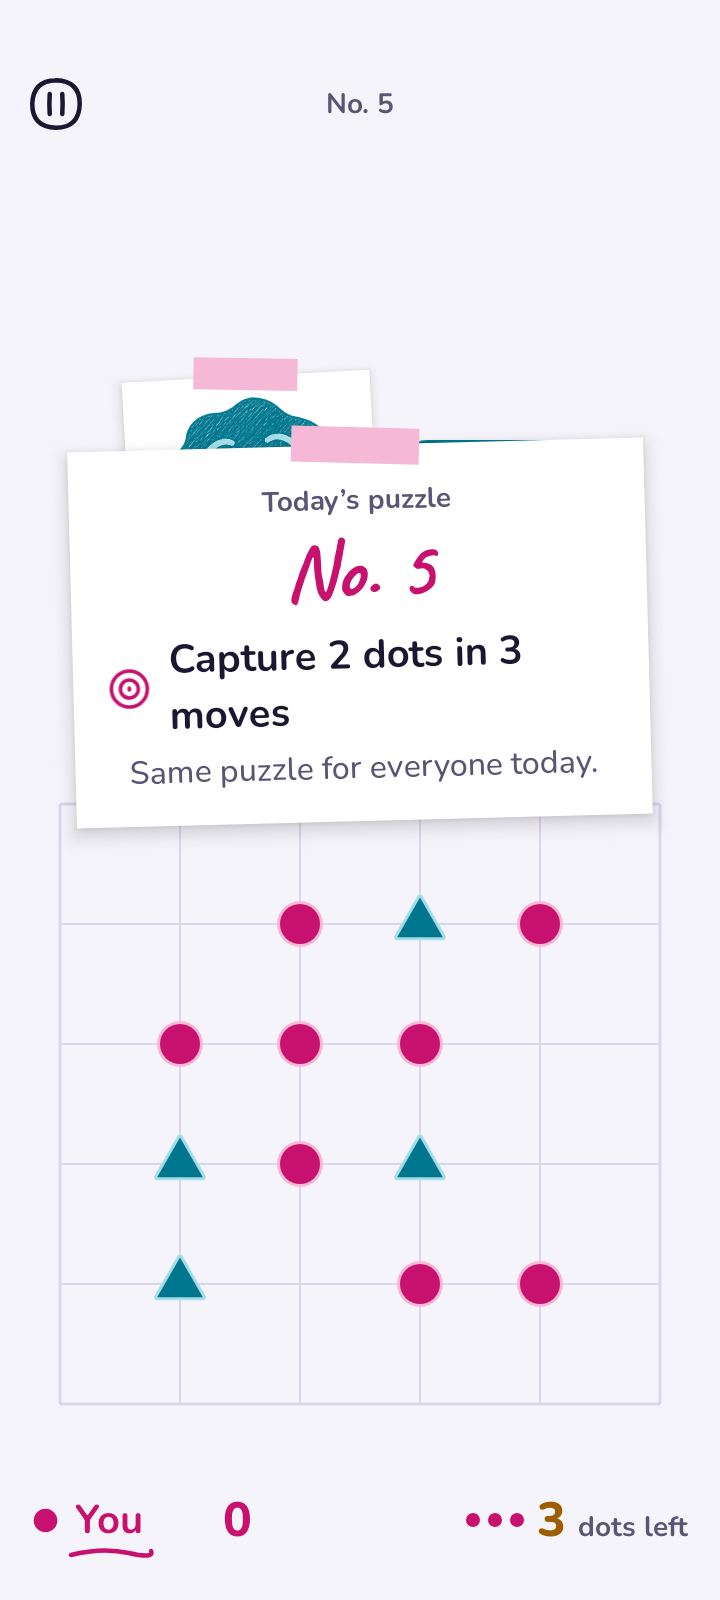 No. 5
Today’s puzzle
No. 5
Capture 2 dots in 3
moves
Same puzzle for everyone today.
You 0 3 dots left